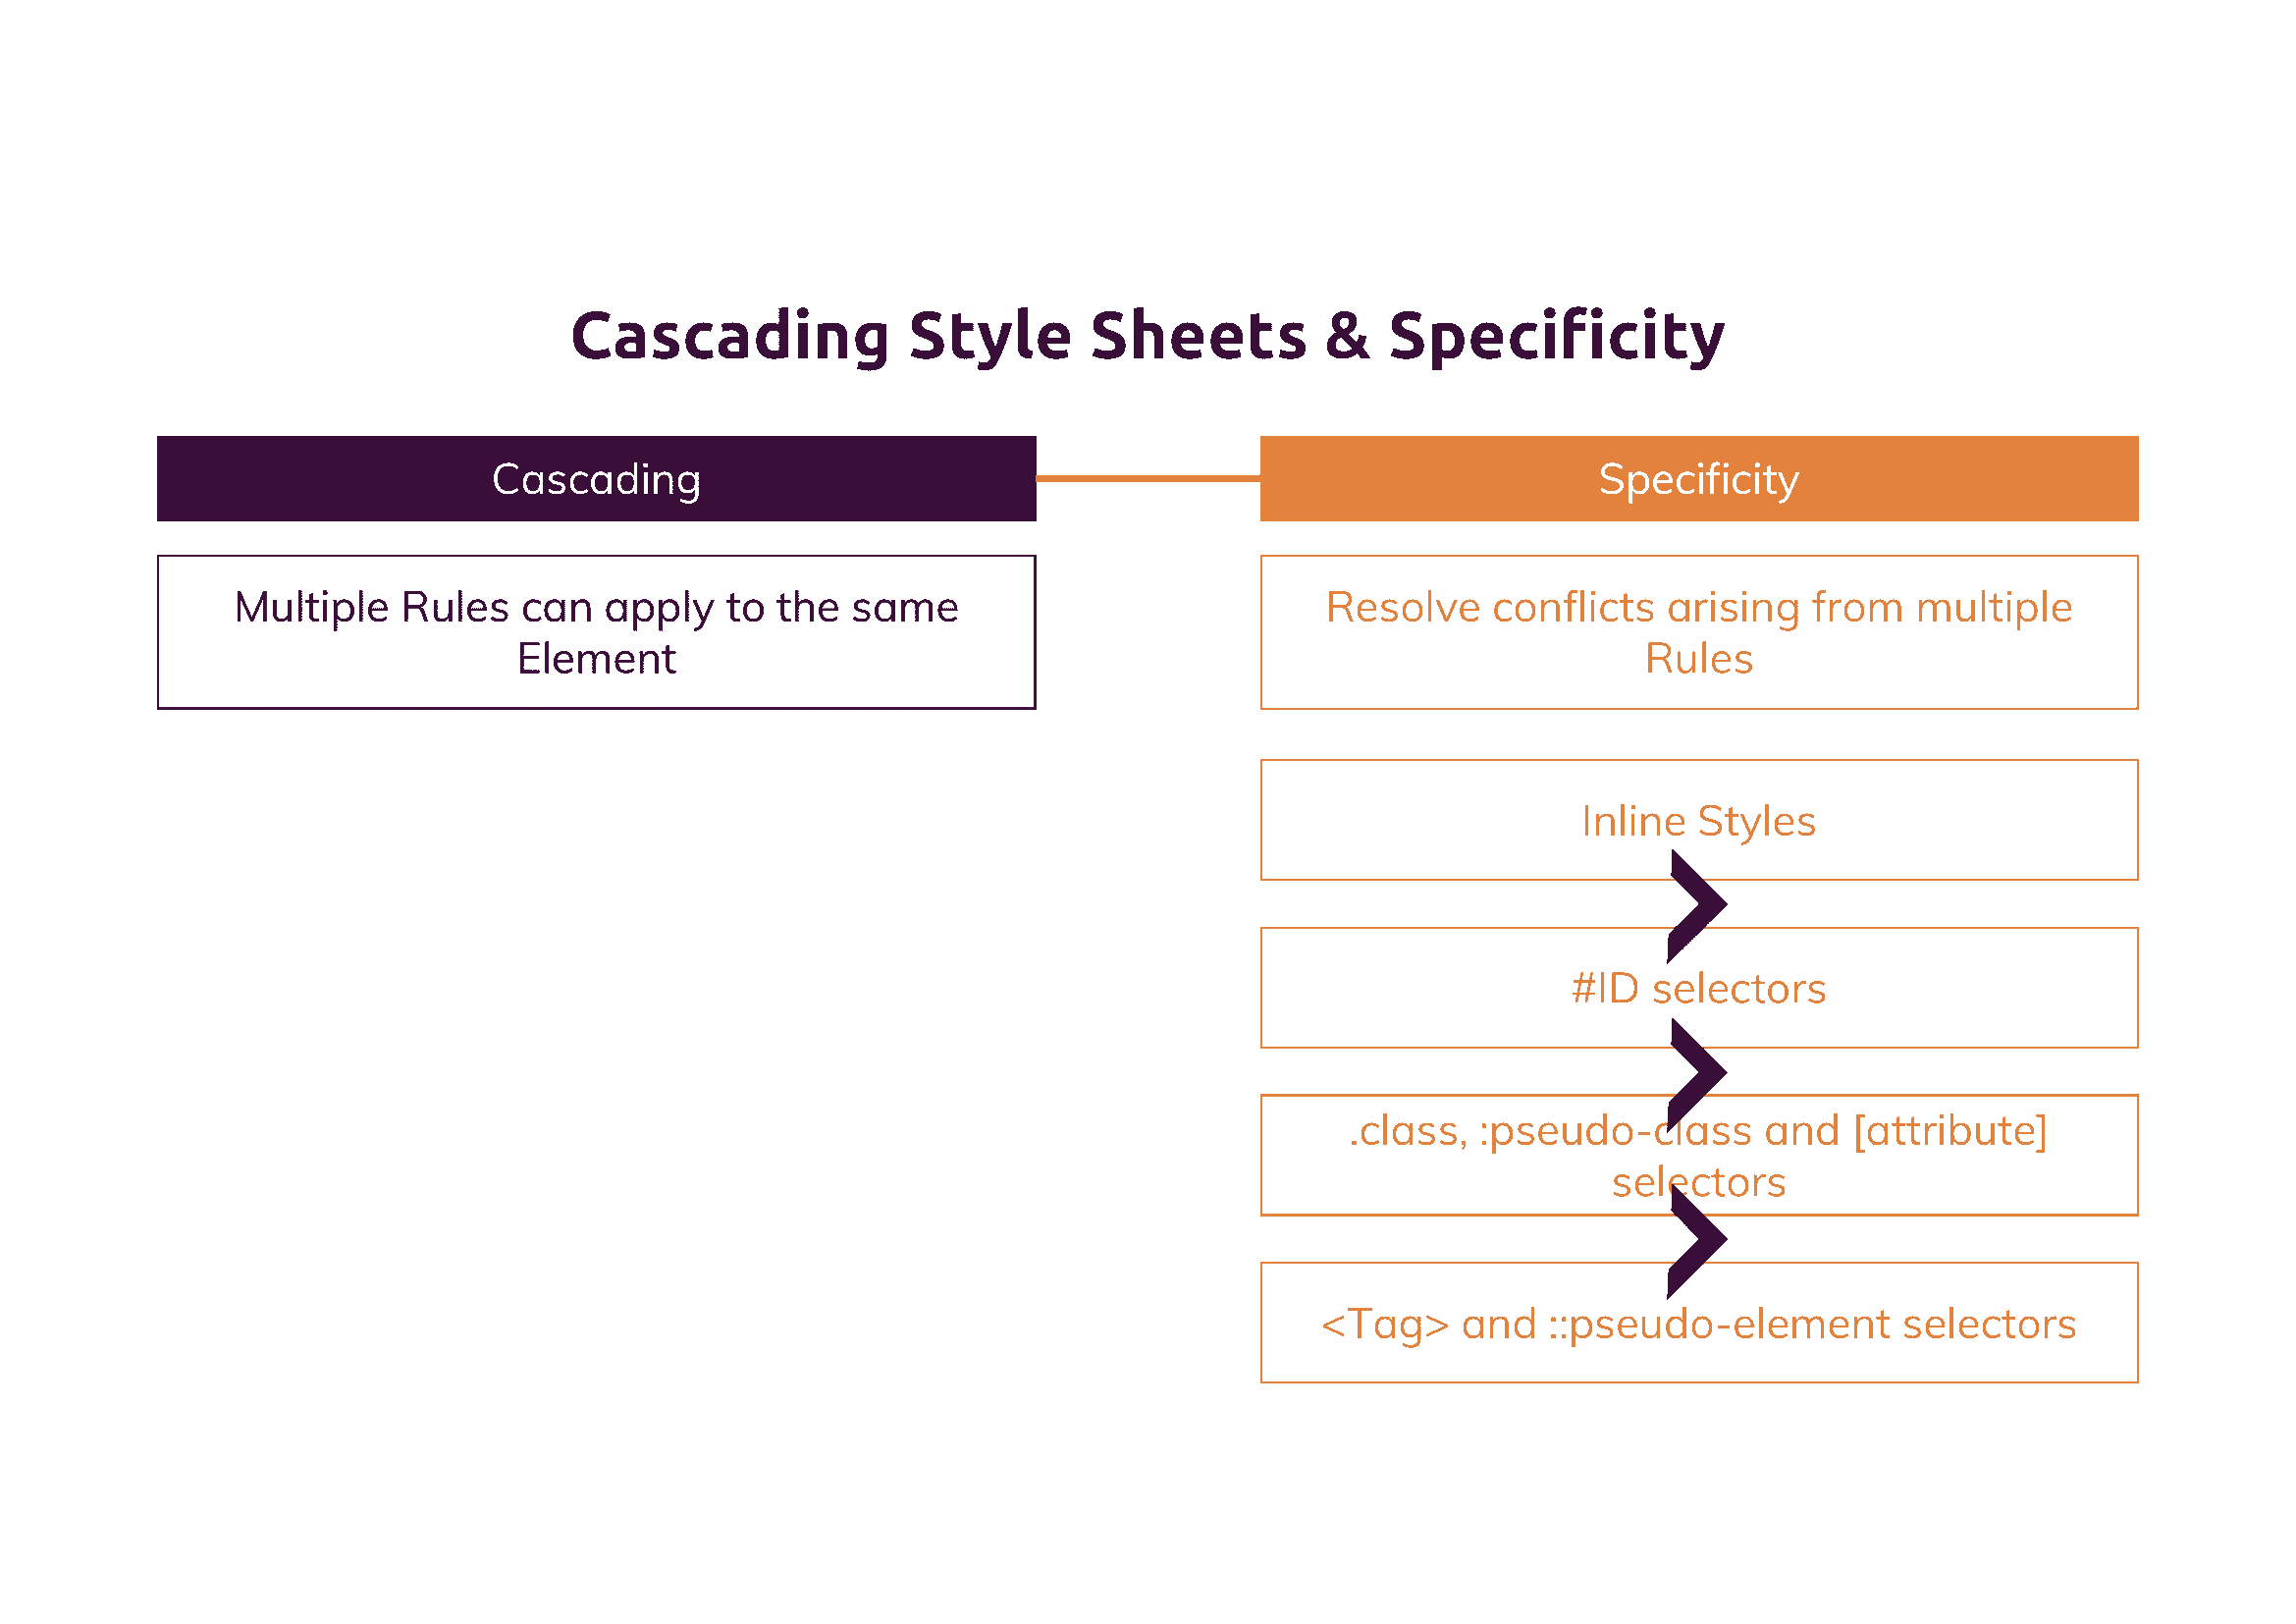 Cascading Style Sheets & Specificity
Cascading
Specificity
Multiple Rules can apply to the same
Element
Resolve conflicts arising from multiple
Rules
Inline Styles
#ID selectors
.class, :pseudo-class and [attribute]
selectors
<Tag> and ::pseudo-element selectors